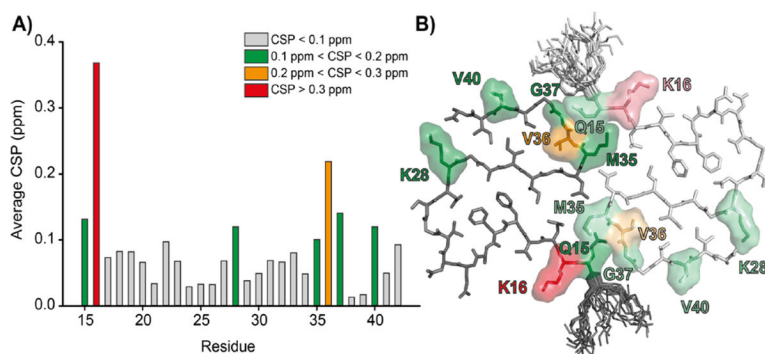 A)
0.4
0.3
0.2
0.1
0.0
Average CSP (ppm)
15 20 25 30 35 40
Residue
CSP < 0.1 ppm
0.1 ppm < CSP < 0.2 ppm
0.2 ppm < CSP < 0.3 ppm
CSP > 0.3 ppm
B)
V40
G37
K16
Q15
V36
M35
K28
M35
Q15
V36
K16
G37
K28
V40